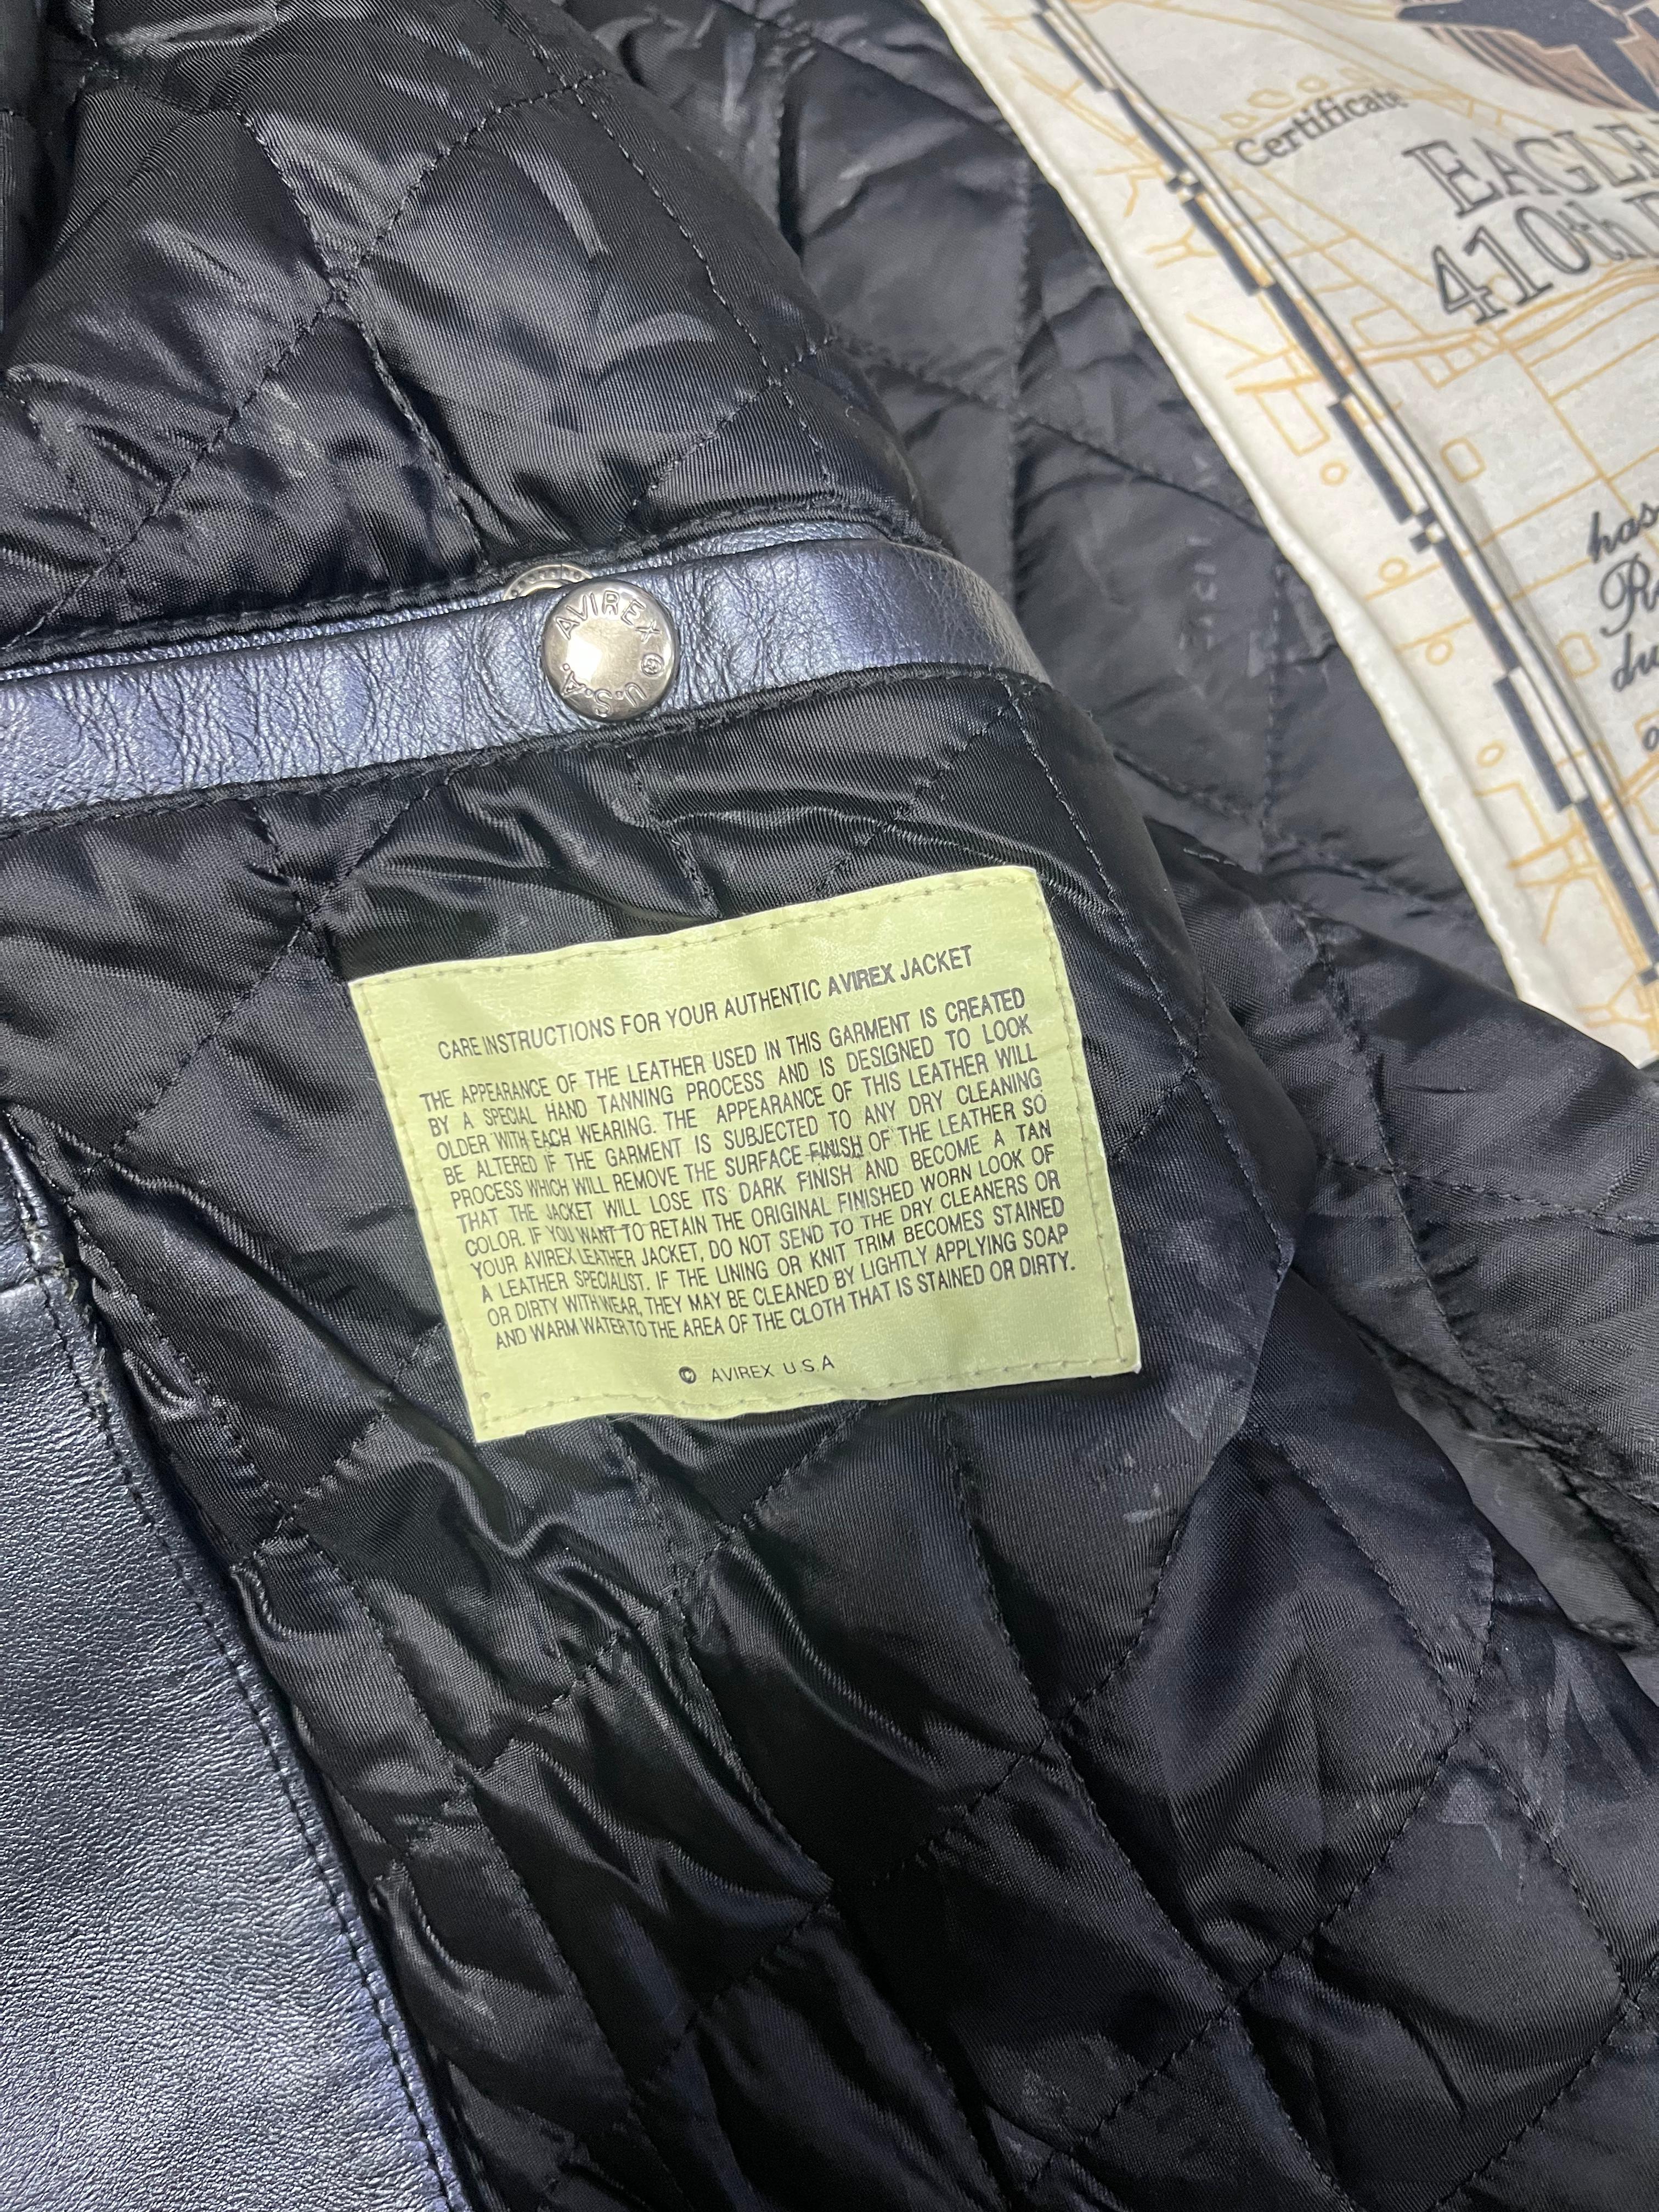 Certificate
EAGLE
410th
has
du
AVIREX
U.S.A.
CARE INSTRUCTIONS FOR YOUR AUTHENTIC AVIREX JACKET
THE APPEARANCE OF THE LEATHER USED IN THIS GARMENT IS CREATED
BY A SPECIAL HAND TANNING PROCESS AND IS DESIGNED TO LOOK
OLDER WITH EACH WEARING. THE APPEARANCE OF THIS LEATHER WILL
BE ALTERED IF THE GARMENT IS SUBJECTED TO ANY DRY CLEANING
PROCESS WHICH WILL REMOVE THE SURFACE FINISH OF THE LEATHER SO
THAT THE JACKET WILL LOSE ITS DARK FINISH AND BECOME A TAN
COLOR. IF YOU WANT TO RETAIN THE ORIGINAL FINISHED WORN LOOK OF
YOUR AVIREX LEATHER JACKET, DO NOT SEND TO THE DRY CLEANERS OR
A LEATHER SPECIALIST. IF THE LINING OR KNIT TRIM BECOMES STAINED
OR DIRTY WITH WEAR, THEY MAY BE CLEANED BY LIGHTLY APPLYING SOAP
AND WARM WATER TO THE AREA OF THE CLOTH THAT IS STAINED OR DIRTY.
© AVIREX U.S.A